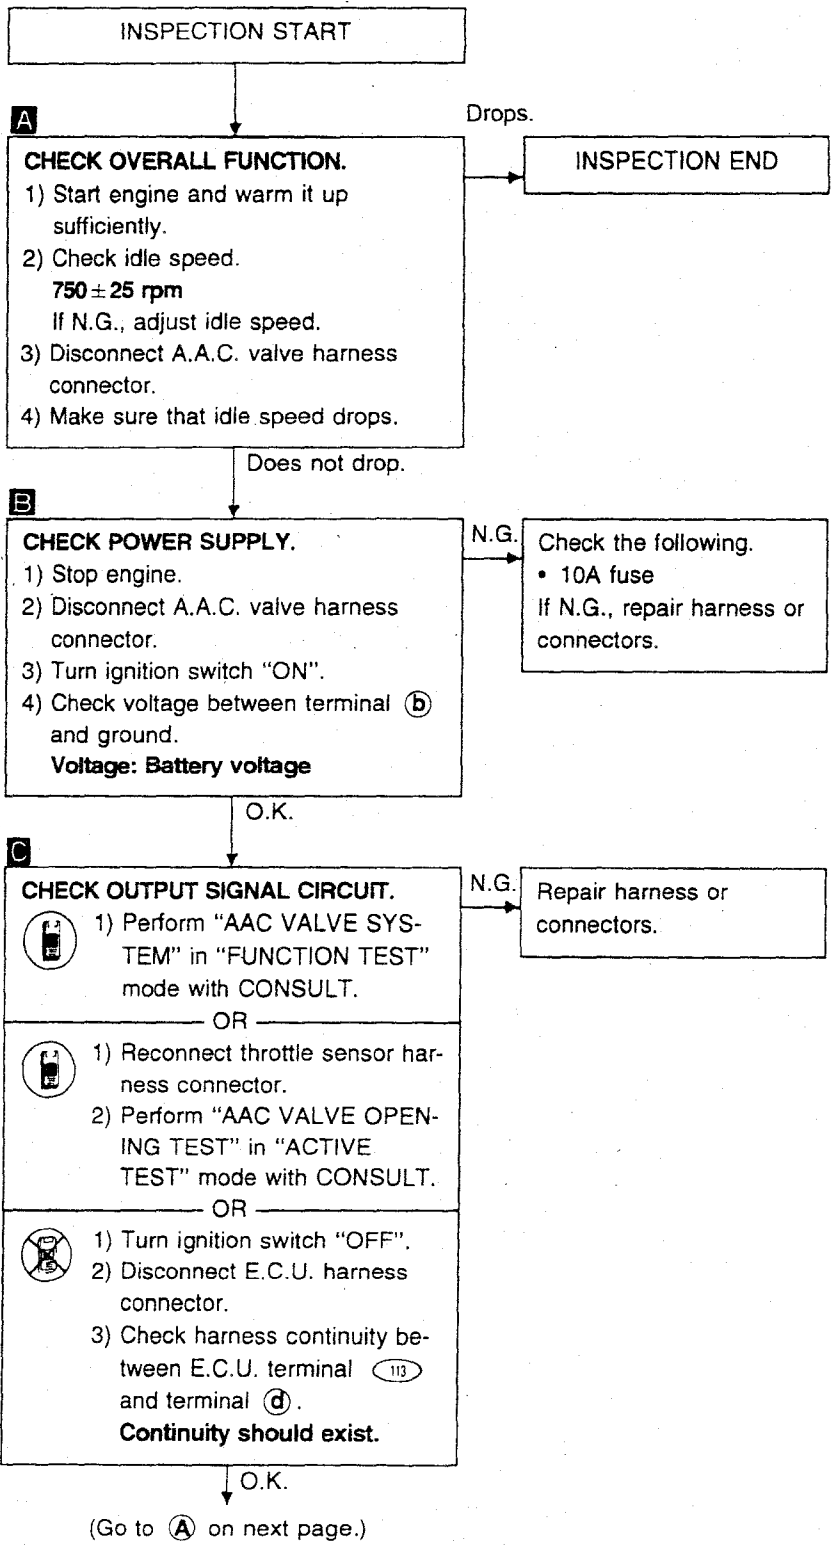 INSPECTION START
A
Drops.
CHECK OVERALL FUNCTION.
1) Start engine and warm it up
sufficiently.
2) Check idle speed.
750 ± 25 rpm
If N.G., adjust idle speed.
3) Disconnect A.A.C. valve harness
connector.
4) Make sure that idle speed drops.
INSPECTION END
Does not drop.
B
CHECK POWER SUPPLY.
1) Stop engine.
2) Disconnect A.A.C. valve harness
connector.
3) Turn ignition switch “ON”.
4) Check voltage between terminal ⓑ
and ground.
Voltage: Battery voltage
N.G.
Check the following.
• 10A fuse
If N.G., repair harness or
connectors.
O.K.
C
CHECK OUTPUT SIGNAL CIRCUIT.
1) Perform “AAC VALVE SYS-
TEM” in “FUNCTION TEST”
mode with CONSULT.
OR
1) Reconnect throttle sensor har-
ness connector.
2) Perform “AAC VALVE OPEN-
ING TEST” in “ACTIVE
TEST” mode with CONSULT.
OR
1) Turn ignition switch “OFF”.
2) Disconnect E.C.U. harness
connector.
3) Check harness continuity be-
tween E.C.U. terminal 113
and terminal ⓓ.
Continuity should exist.
N.G.
Repair harness or
connectors.
O.K.
(Go to Ⓐ on next page.)